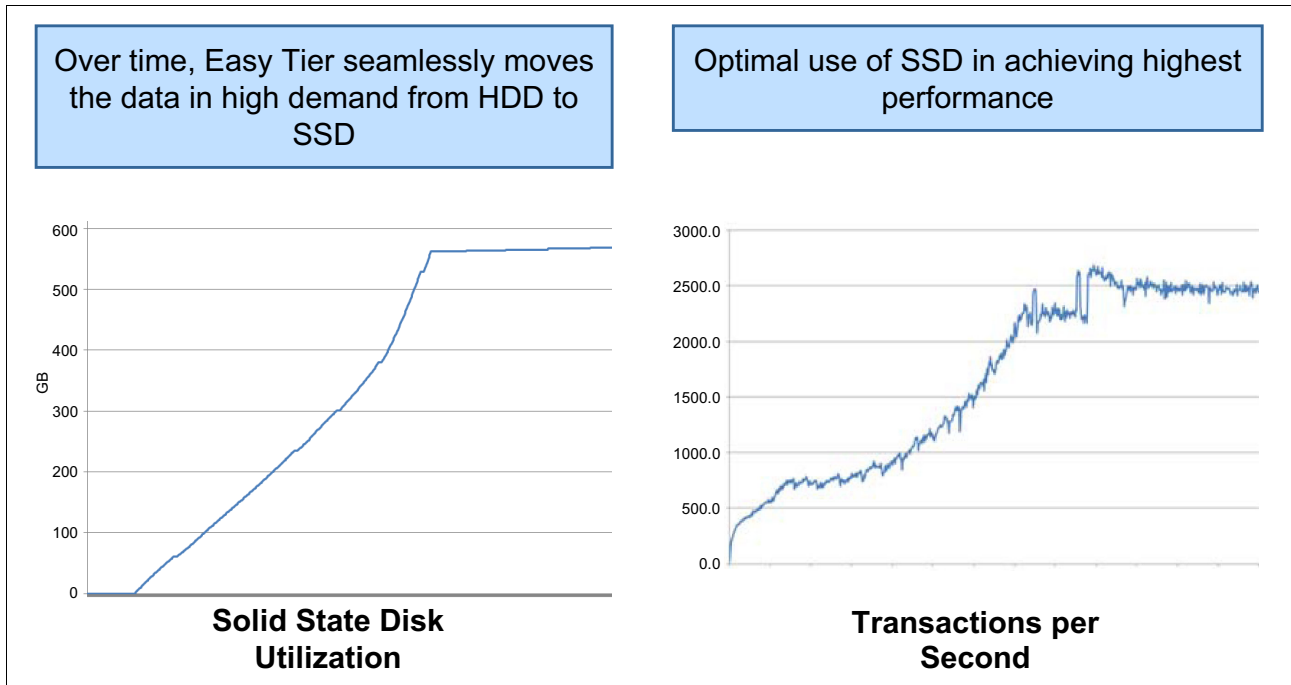 Over time, Easy Tier seamlessly moves
the data in high demand from HDD to
SSD
Optimal use of SSD in achieving highest
performance
600
500
400
300
200
100
0
GB
Solid State Disk
Utilization
3000.0
2500.0
2000.0
1500.0
1000.0
500.0
0.0
Transactions per
Second